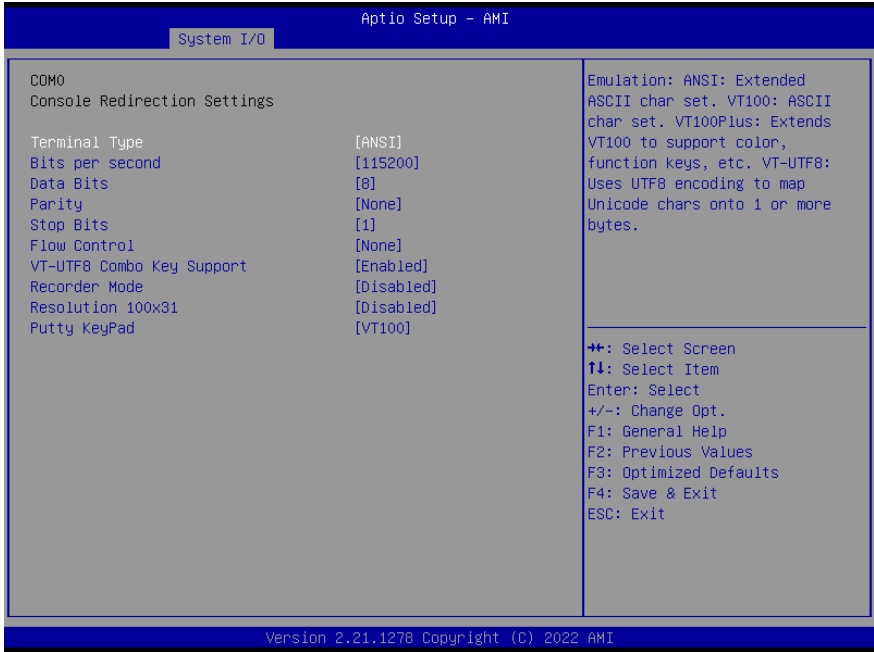 Aptio Setup – AMI
System I/O
COM0
Console Redirection Settings
Terminal Type [ANSI]
Bits per second [115200]
Data Bits [8]
Parity [None]
Stop Bits [1]
Flow Control [None]
VT-UTF8 Combo Key Support [Enabled]
Recorder Mode [Disabled]
Resolution 100x31 [Disabled]
Putty KeyPad [VT100]
Emulation: ANSI: Extended
ASCII char set. VT100: ASCII
char set. VT100Plus: Extends
VT100 to support color,
function keys, etc. VT-UTF8:
Uses UTF8 encoding to map
Unicode chars onto 1 or more
bytes.
→←: Select Screen
↑↓: Select Item
Enter: Select
+/-: Change Opt.
F1: General Help
F2: Previous Values
F3: Optimized Defaults
F4: Save & Exit
ESC: Exit
Version 2.21.1278 Copyright (C) 2022 AMI